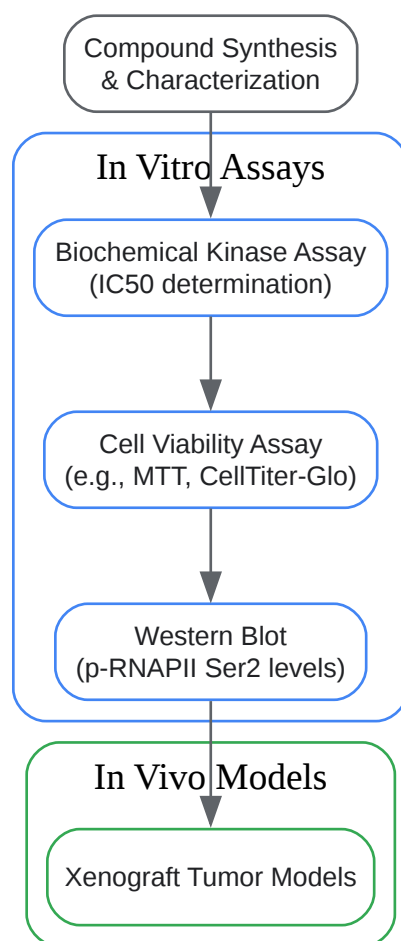 Compound Synthesis
& Characterization
In Vitro Assays
Biochemical Kinase Assay
(IC50 determination)
Cell Viability Assay
(e.g., MTT, CellTiter-Glo)
Western Blot
(p-RNAPII Ser2 levels)
In Vivo Models
Xenograft Tumor Models